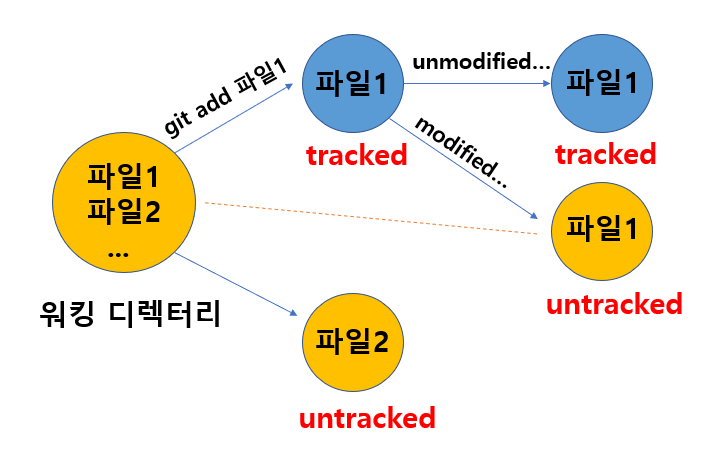 git add 파일1
파일1
tracked
unmodified...
파일1
tracked
modified...
파일1
untracked
파일1
파일2
...
워킹 디렉터리
파일2
untracked